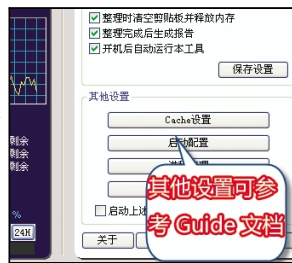 整理时清空剪贴板并释放内存
整理完成后生成报告
开机后自动运行本工具
保存设置
其他设置
Cache设置
启动配置
剩余
剩余
剩余
其他设置可参
考 Guide 文档
%
启动上述
24H
关于